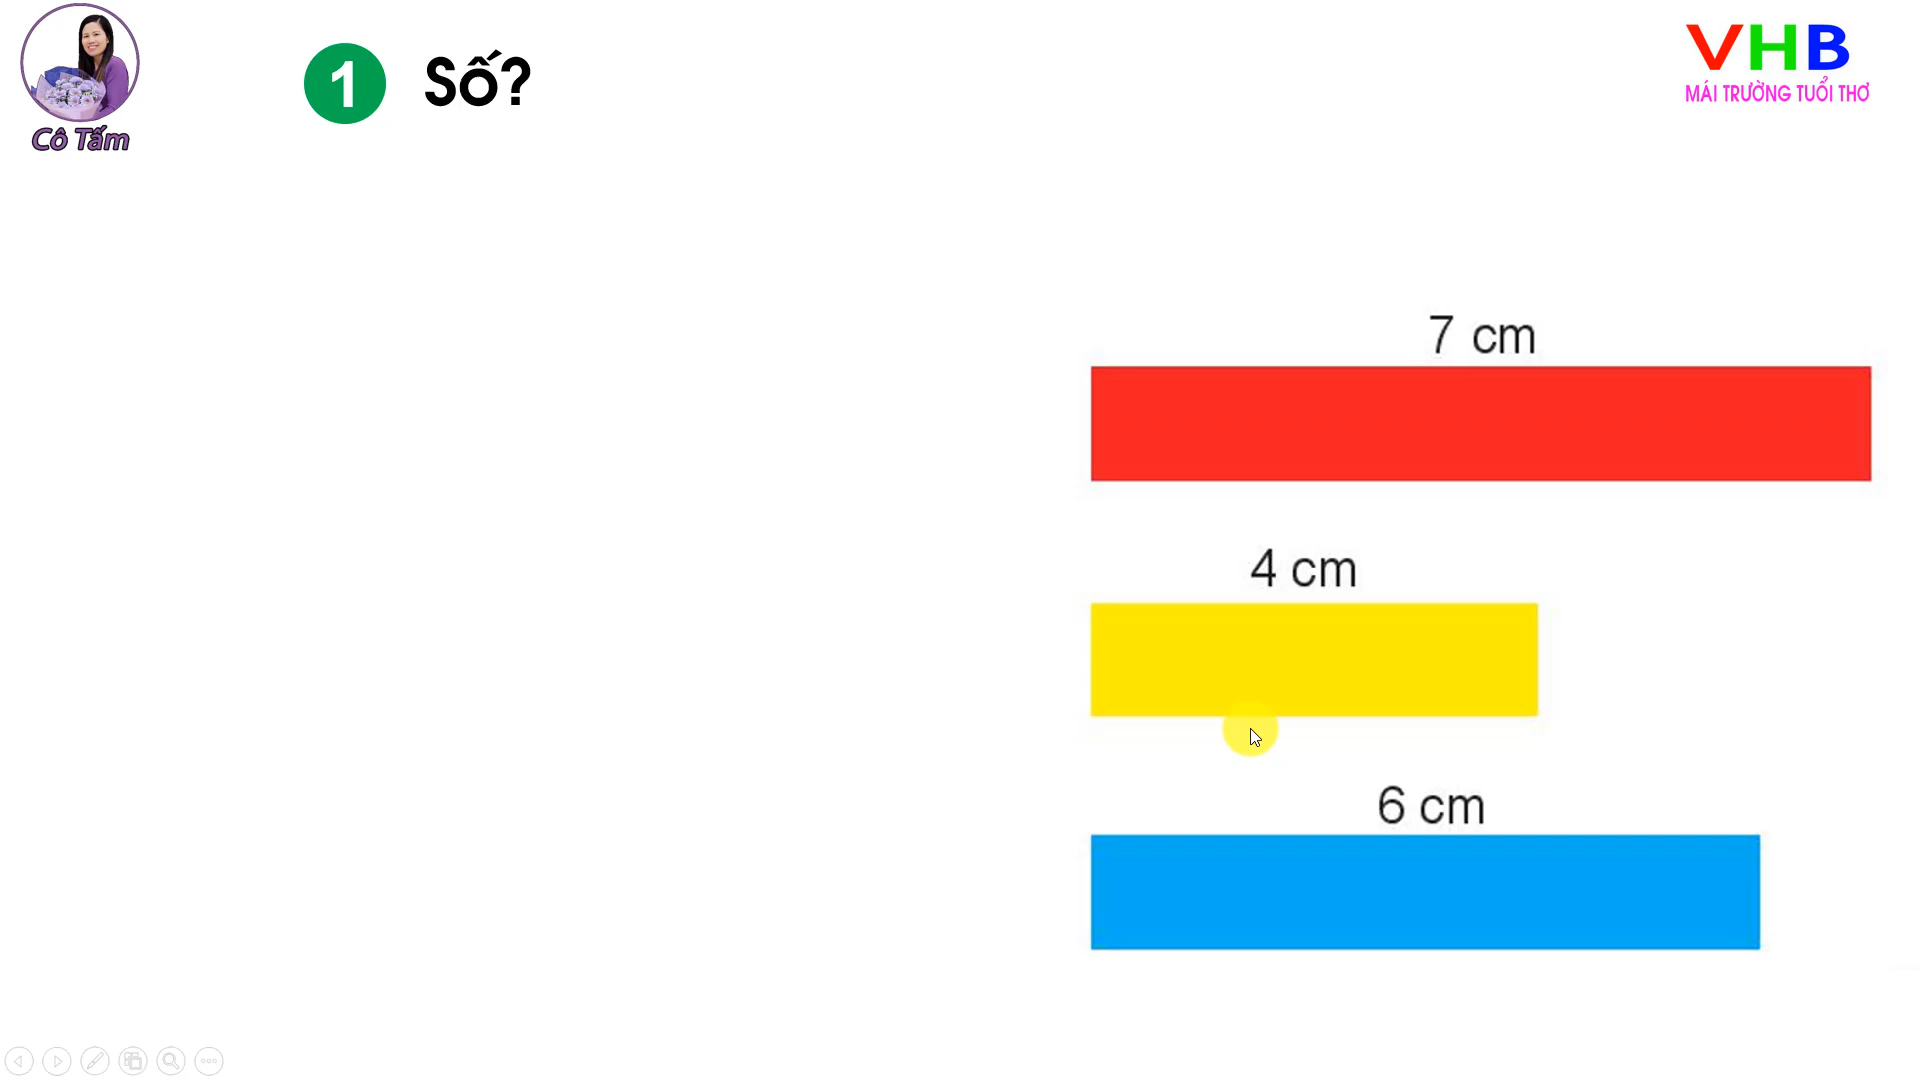 Cô Tấm
1 Số?
VHB
MÁI TRƯỜNG TUỔI THƠ
7 cm
4 cm
6 cm